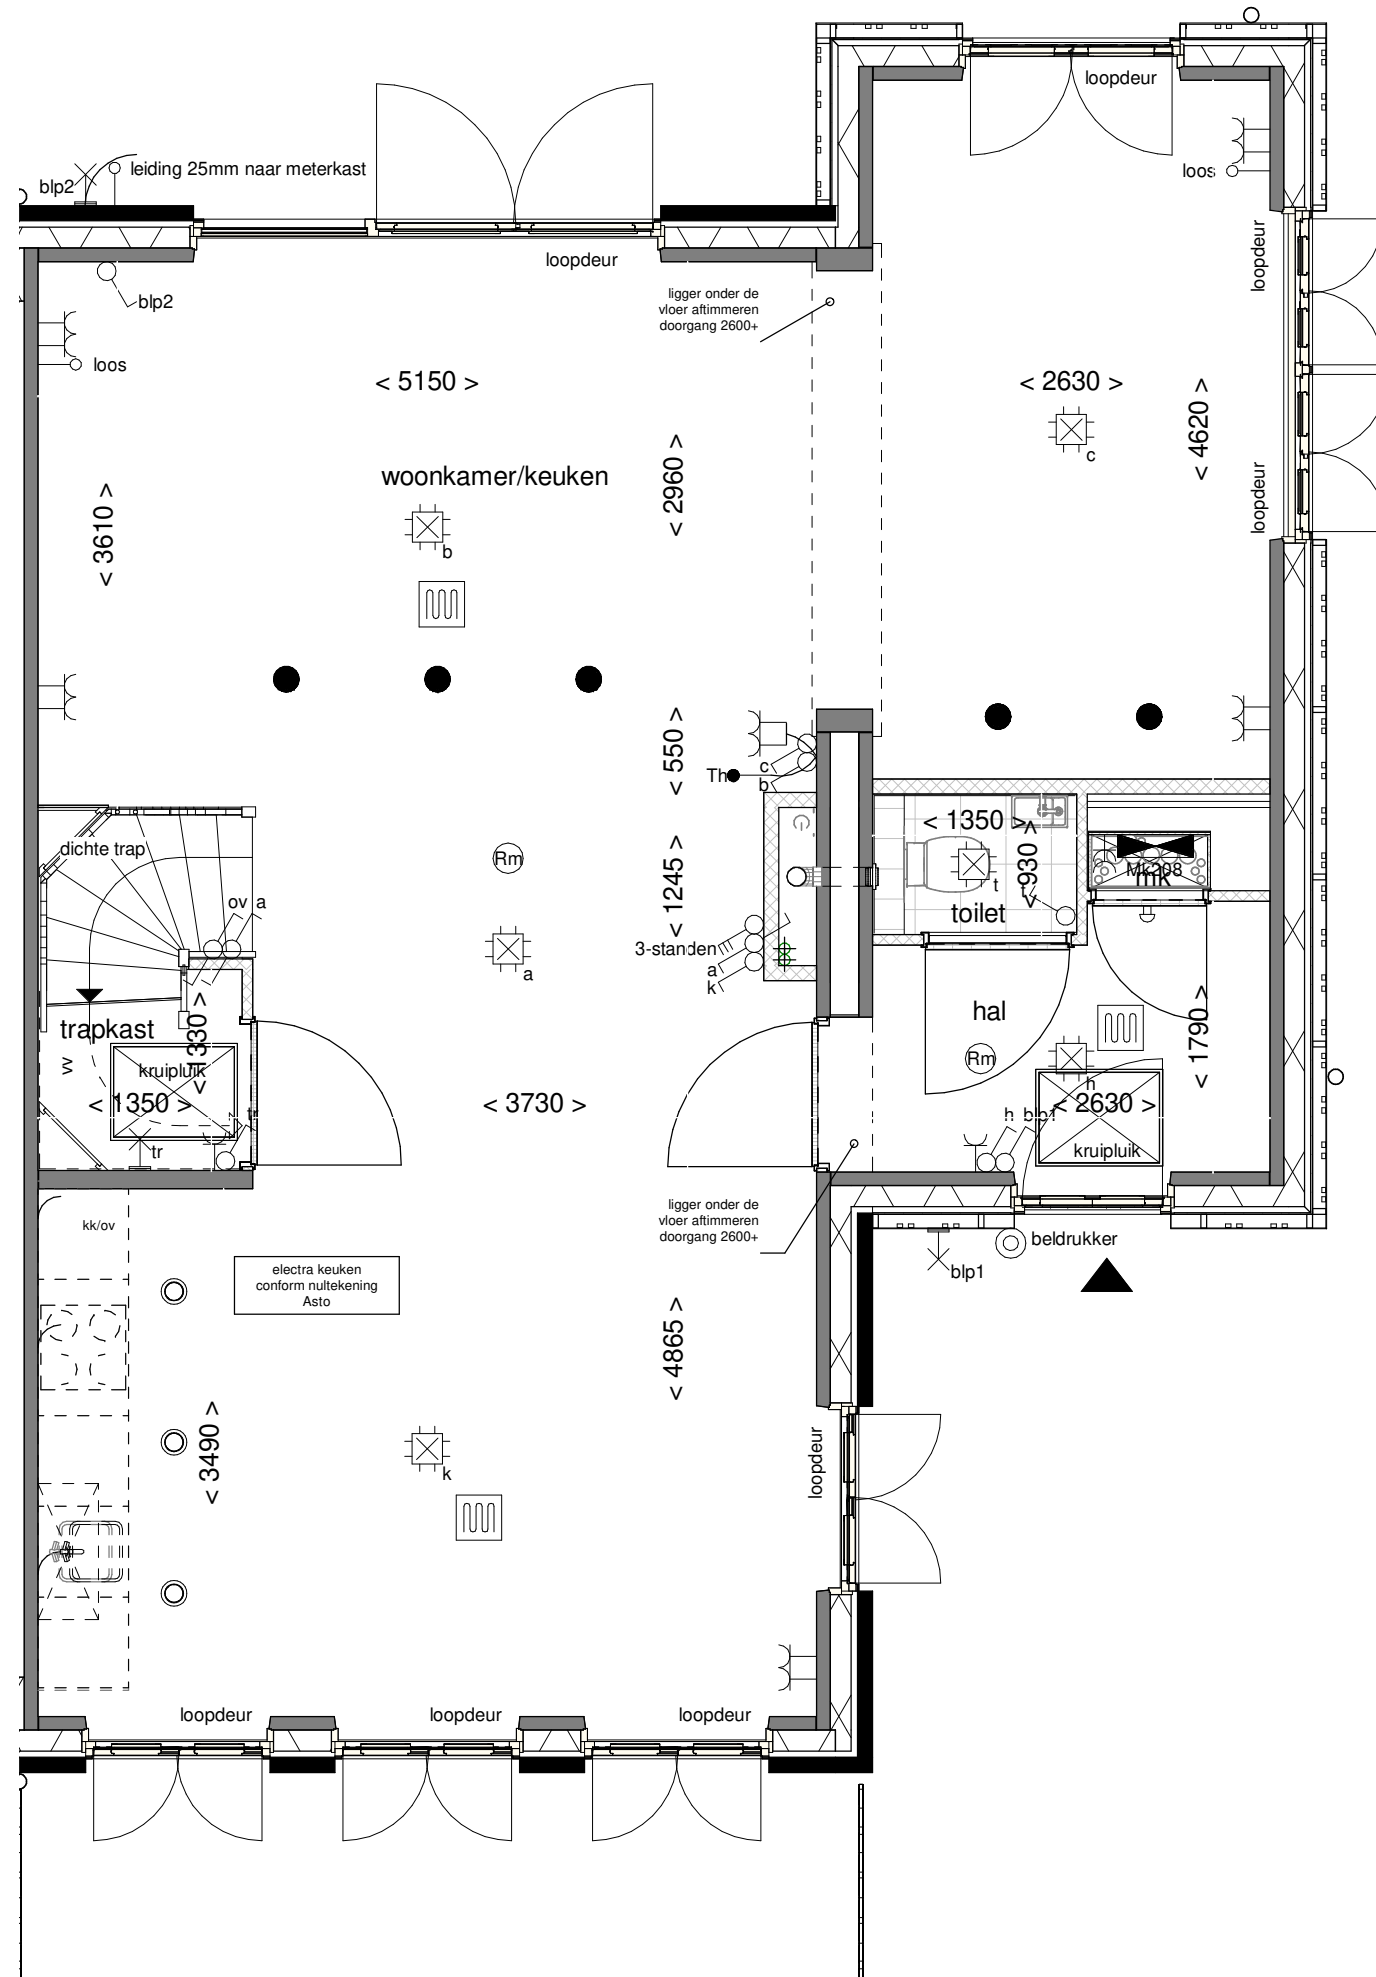 loopdeur
leiding 25mm naar meterkast
blp2
loos
loopdeur
loopdeur
blp2
ligger onder de
vloer aftimmeren
doorgang 2600+
loos
< 5150 >
< 2630 >
< 4620 >
c
woonkamer/keuken
< 2960 >
< 3610 >
b
loopdeur
< 550 >
c
b
Th
< 1350 >
dichte trap
Rm
< 930 >
Mk208
mk
t
t
toilet
< 1245 >
ov a
3-standen
a
k
a
hal
trapkast
< 1330 >
vv
kruipluik
< 1350 >
tr
tr
< 3730 >
Rm
h
< 1790 >
< 2630 >
h blp1
kruipluik
ligger onder de
vloer aftimmeren
doorgang 2600+
kk/ov
beldrukker
blp1
electra keuken
conform nultekening
Asto
< 4865 >
< 3490 >
k
loopdeur
loopdeur
loopdeur
loopdeur